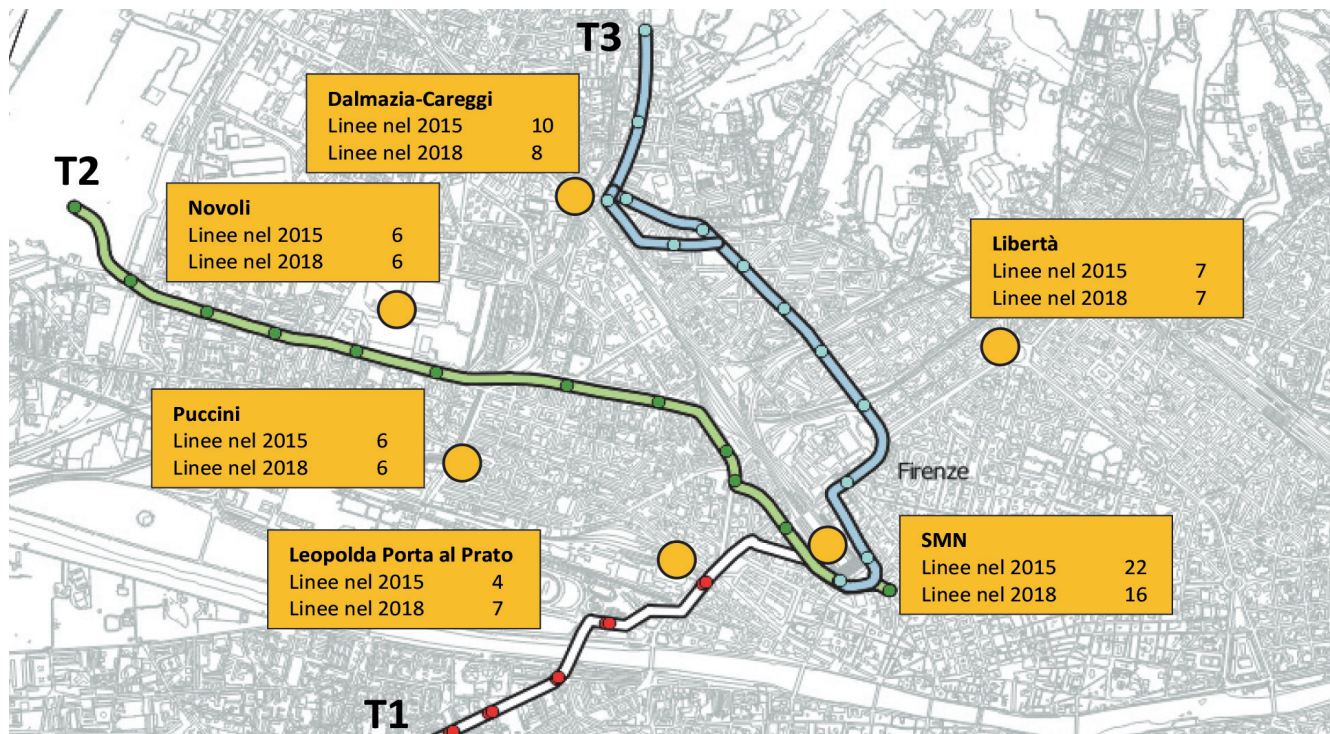 T3
Dalmazia-Careggi
Linee nel 2015 10
Linee nel 2018 8
T2
Novoli
Linee nel 2015 6
Linee nel 2018 6
Libertà
Linee nel 2015 7
Linee nel 2018 7
Puccini
Linee nel 2015 6
Linee nel 2018 6
Firenze
Leopolda Porta al Prato
Linee nel 2015 4
Linee nel 2018 7
SMN
Linee nel 2015 22
Linee nel 2018 16
T1